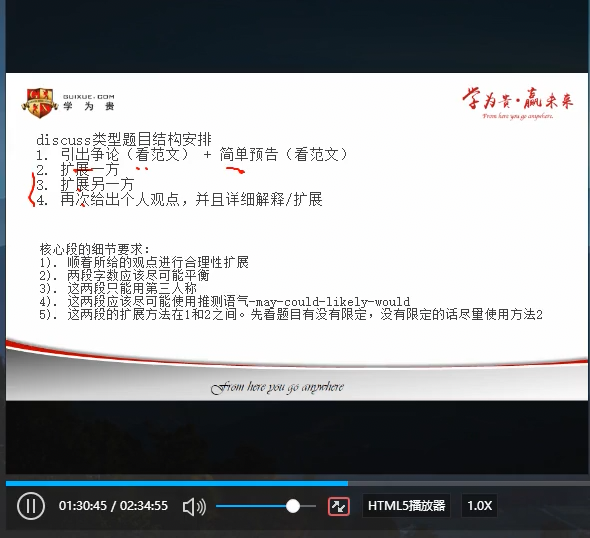 GUIXUE.COM
学为贵
学为贵·赢未来
From here you go anywhere.
discuss类型题目结构安排
1. 引出争论（看范文） + 简单预告（看范文）
2. 扩展一方
3. 扩展另一方
4. 再次给出个人观点，并且详细解释/扩展
核心段的细节要求：
1). 顺着所给的观点进行合理性扩展
2). 两段字数应该尽可能平衡
3). 这两段只能用第三人称
4). 这两段应该尽可能使用推测语气-may-could-likely-would
5). 这两段的扩展方法在1和2之间。先看题目有没有限定，没有限定的话尽量使用方法2
From here you go anywhere
01:30:45 / 02:34:55
HTML5播放器
1.0X